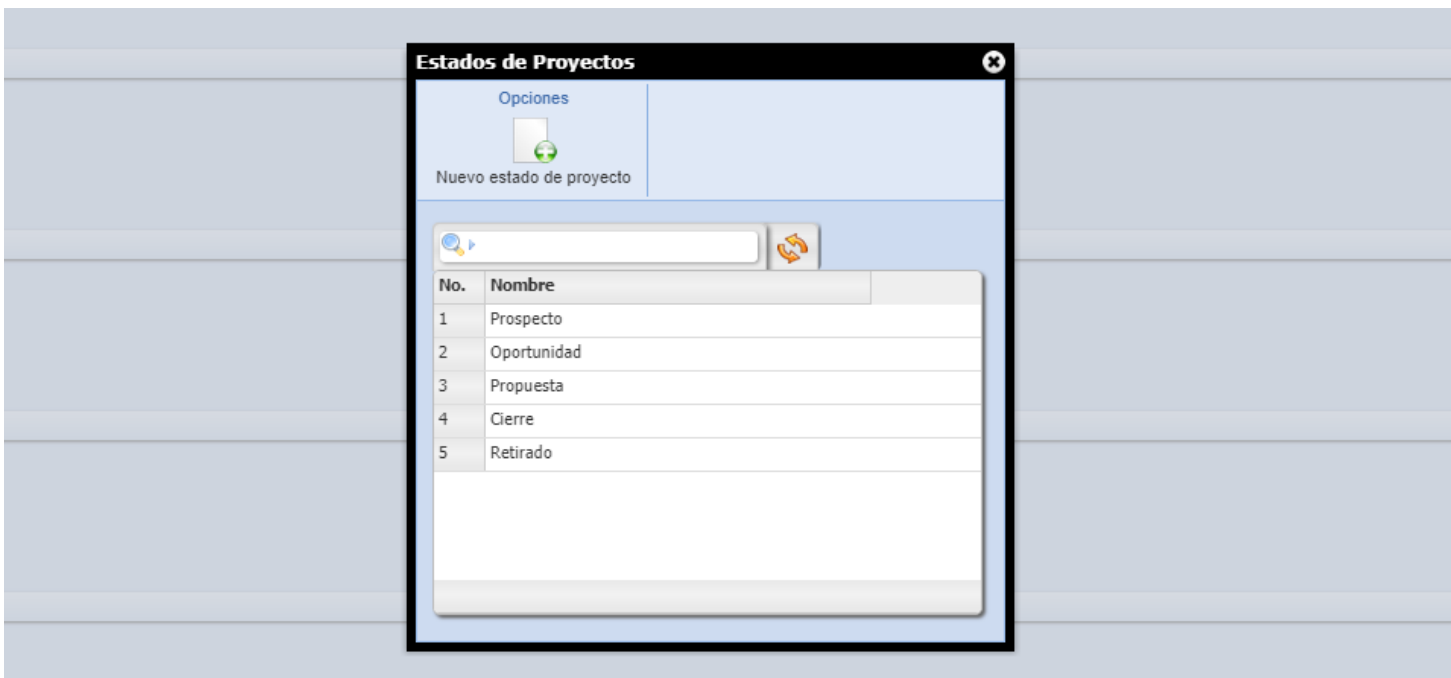 Estados de Proyectos
Opciones
Nuevo estado de proyecto
No. Nombre
1 Prospecto
2 Oportunidad
3 Propuesta
4 Cierre
5 Retirado